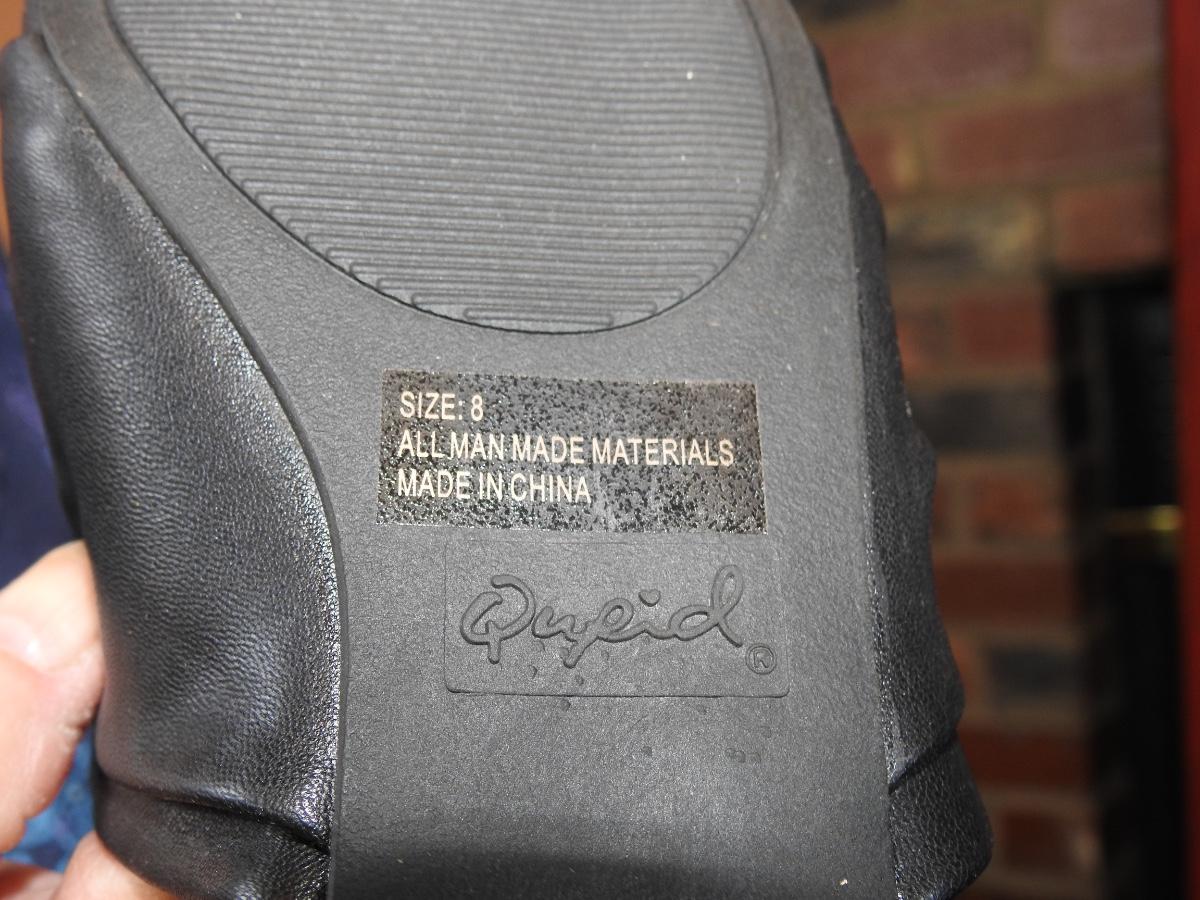 SIZE: 8
ALL MAN MADE MATERIALS
MADE IN CHINA
Qupid®